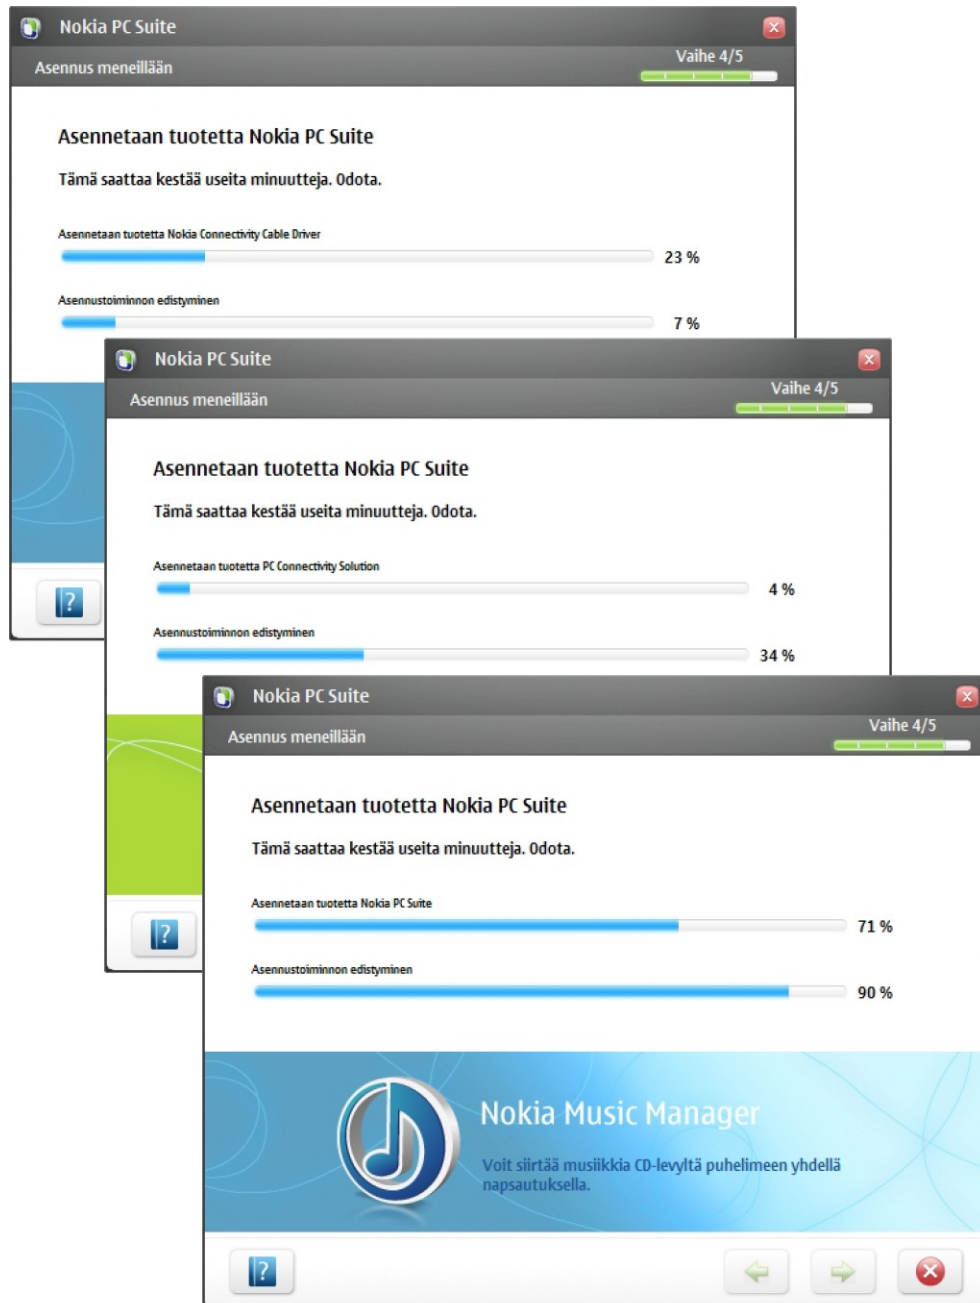 Nokia PC Suite
Asennus meneillään
Vaihe 4/5
Asennetaan tuotetta Nokia PC Suite
Tämä saattaa kestää useita minuutteja. Odota.
Asennetaan tuotetta Nokia Connectivity Cable Driver
23 %
Asennustoiminnon edistyminen
7 %
Nokia PC Suite
Asennus meneillään
Vaihe 4/5
Asennetaan tuotetta Nokia PC Suite
Tämä saattaa kestää useita minuutteja. Odota.
Asennetaan tuotetta PC Connectivity Solution
4 %
Asennustoiminnon edistyminen
34 %
Nokia PC Suite
Asennus meneillään
Vaihe 4/5
Asennetaan tuotetta Nokia PC Suite
Tämä saattaa kestää useita minuutteja. Odota.
Asennetaan tuotetta Nokia PC Suite
71 %
Asennustoiminnon edistyminen
90 %
Nokia Music Manager
Voit siirtää musiikkia CD-levyltä puhelimeen yhdellä
napsautuksella.